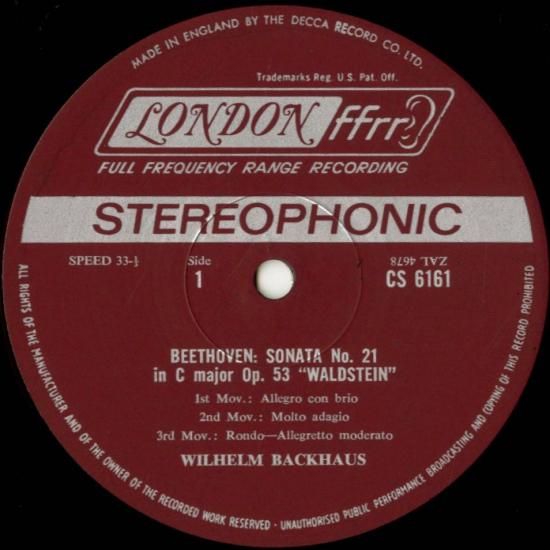 MADE IN ENGLAND BY THE DECCA RECORD CO. LTD.
Trademarks Reg. U.S. Pat. Off.
LONDON ffrr
FULL FREQUENCY RANGE RECORDING
STEREOPHONIC
SPEED 33-⅓ Side ZAL 4678
1 CS 6161
BEETHOVEN: SONATA No. 21
in C major Op. 53 "WALDSTEIN"
1st Mov.: Allegro con brio
2nd Mov.: Molto adagio
3rd Mov.: Rondo—Allegretto moderato
WILHELM BACKHAUS
ALL RIGHTS OF THE MANUFACTURER AND OF THE OWNER OF THE RECORDED WORK RESERVED · UNAUTHORISED PUBLIC PERFORMANCE BROADCASTING AND COPYING OF THIS RECORD PROHIBITED